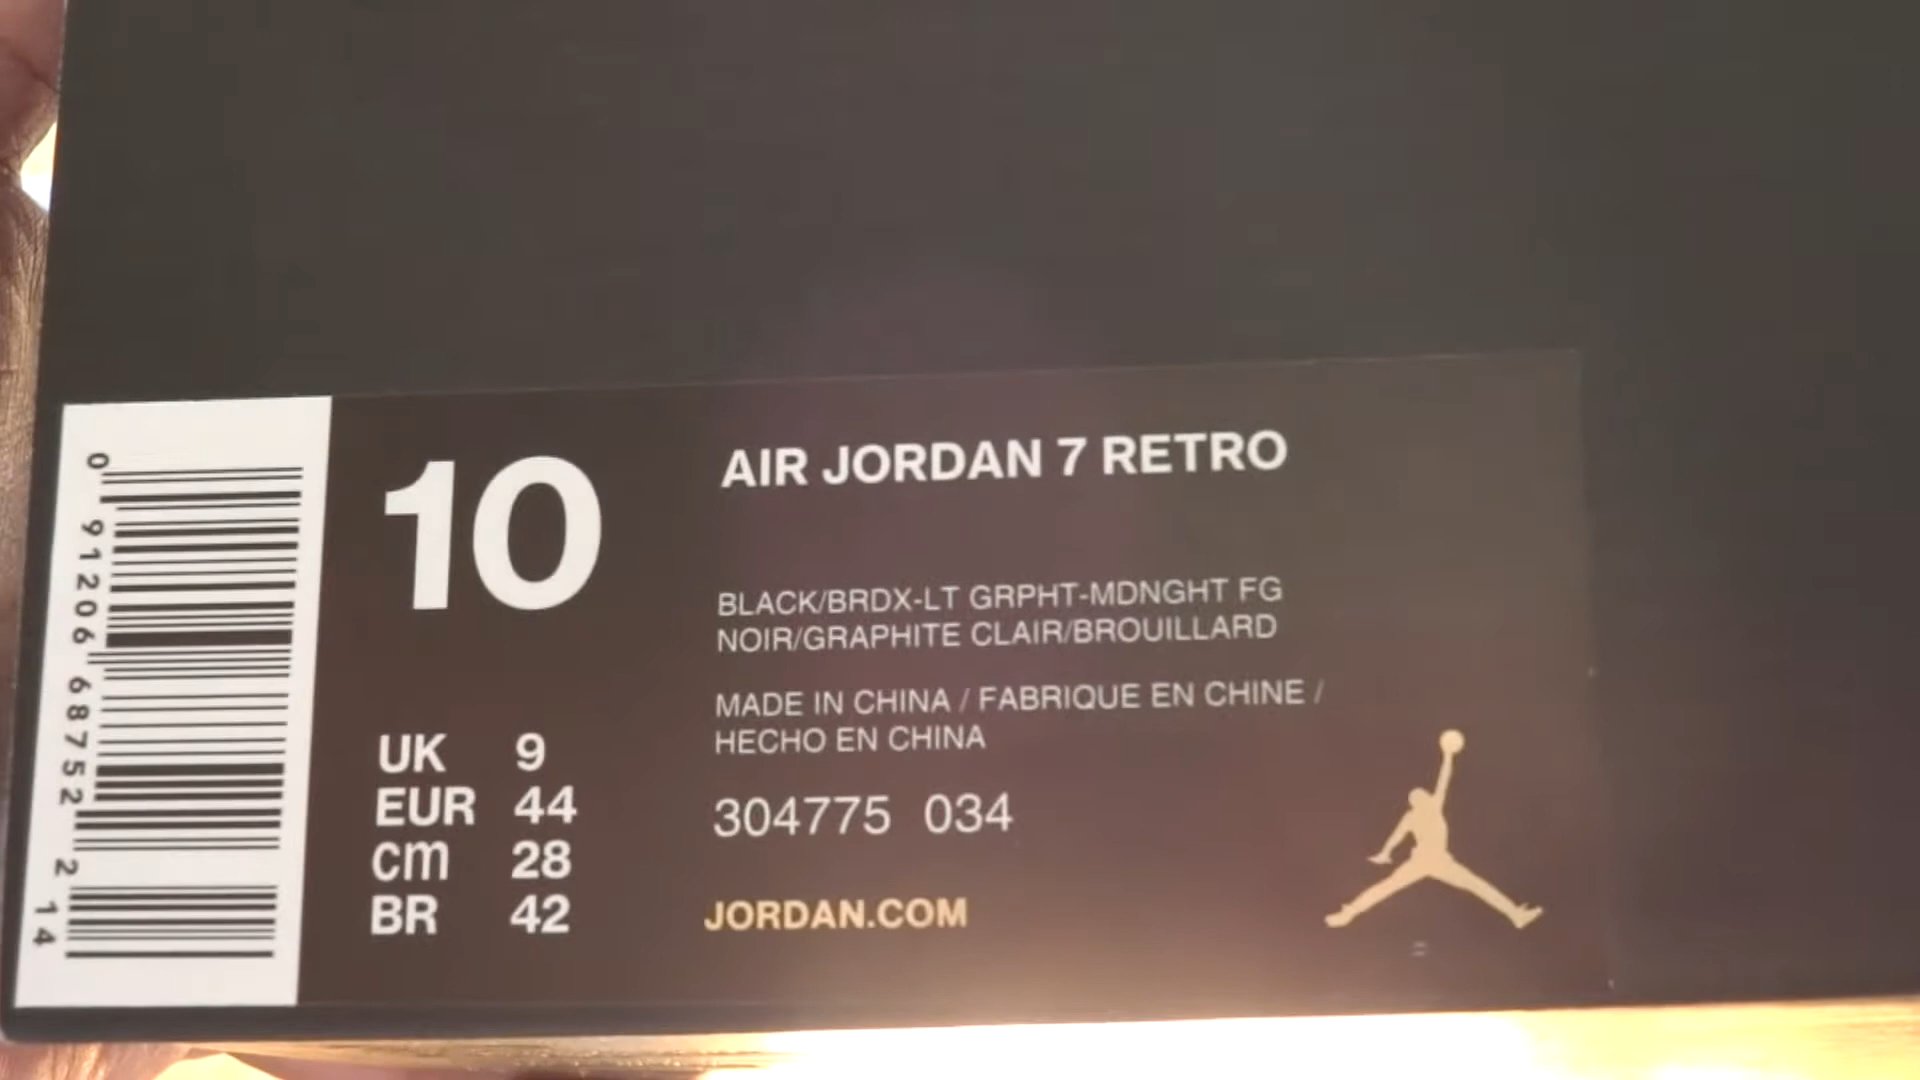 0 91206 68752 2 14
10
AIR JORDAN 7 RETRO
BLACK/BRDX-LT GRPHT-MDNGHT FG
NOIR/GRAPHITE CLAIR/BROUILLARD
MADE IN CHINA / FABRIQUE EN CHINE /
HECHO EN CHINA
UK 9
EUR 44
cm 28
BR 42
304775 034
JORDAN.COM